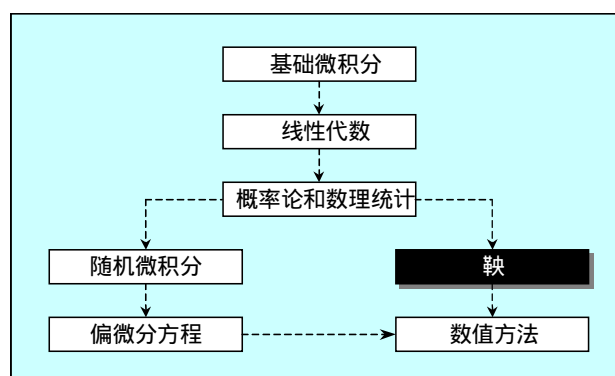 基础微积分
线性代数
概率论和数理统计
随机微积分
鞅
偏微分方程
数值方法